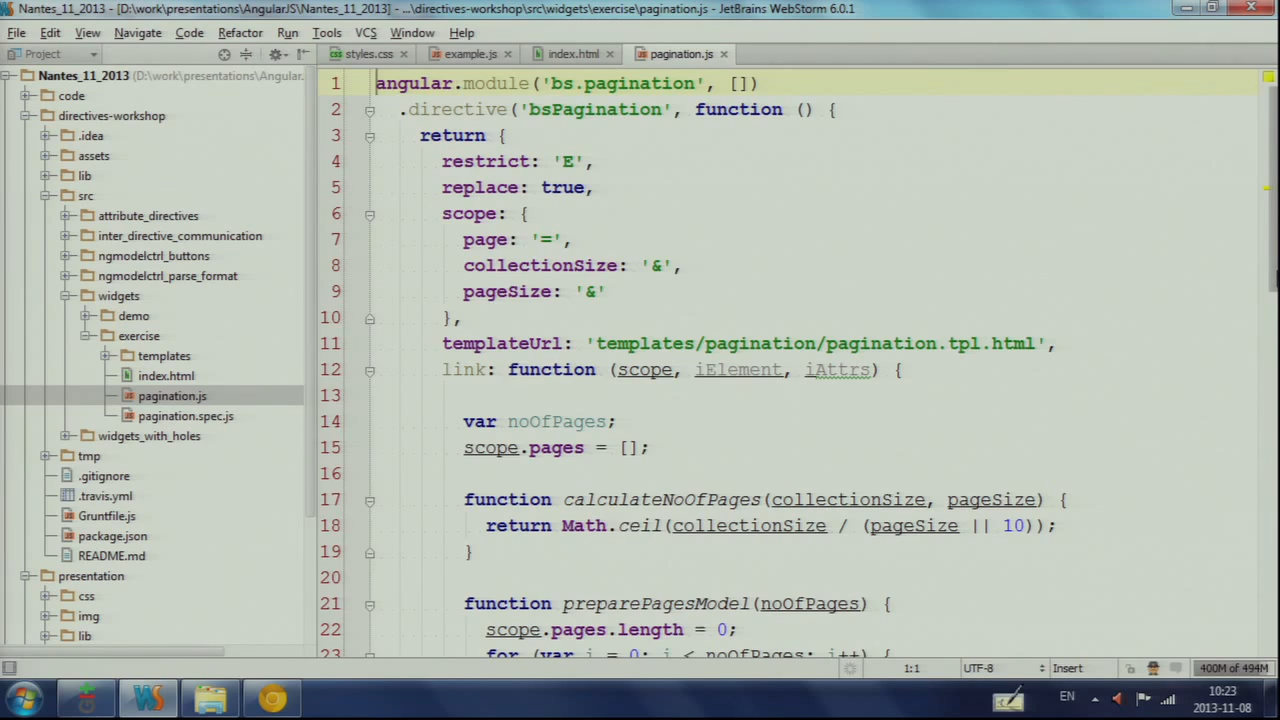 Nantes_11_2013 - [D:\work\presentations\AngularJS\Nantes_11_2013] - ...\directives-workshop\src\widgets\exercise\pagination.js - JetBrains WebStorm 6.0.1
File Edit View Navigate Code Refactor Run Tools VCS Window Help
Project
styles.css example.js index.html pagination.js
Nantes_11_2013 (D:\work\presentations\Angular.
code
directives-workshop
.idea
assets
lib
src
attribute_directives
inter_directive_communication
ngmodelctrl_buttons
ngmodelctrl_parse_format
widgets
demo
exercise
templates
index.html
pagination.js
pagination.spec.js
widgets_with_holes
tmp
.gitignore
.travis.yml
Gruntfile.js
package.json
README.md
presentation
css
img
lib
1 angular.module('bs.pagination', [])
2 .directive('bsPagination', function () {
3 return {
4 restrict: 'E',
5 replace: true,
6 scope: {
7 page: '=',
8 collectionSize: '&',
9 pageSize: '&'
10 },
11 templateUrl: 'templates/pagination/pagination.tpl.html',
12 link: function (scope, iElement, iAttrs) {
13
14 var noOfPages;
15 scope.pages = [];
16
17 function calculateNoOfPages(collectionSize, pageSize) {
18 return Math.ceil(collectionSize / (pageSize || 10));
19 }
20
21 function preparePagesModel(noOfPages) {
22 scope.pages.length = 0;
23 for (var i = 0; i < noOfPages; i++) {
1:1 UTF-8 Insert 400M of 494M
EN 10:23
2013-11-08